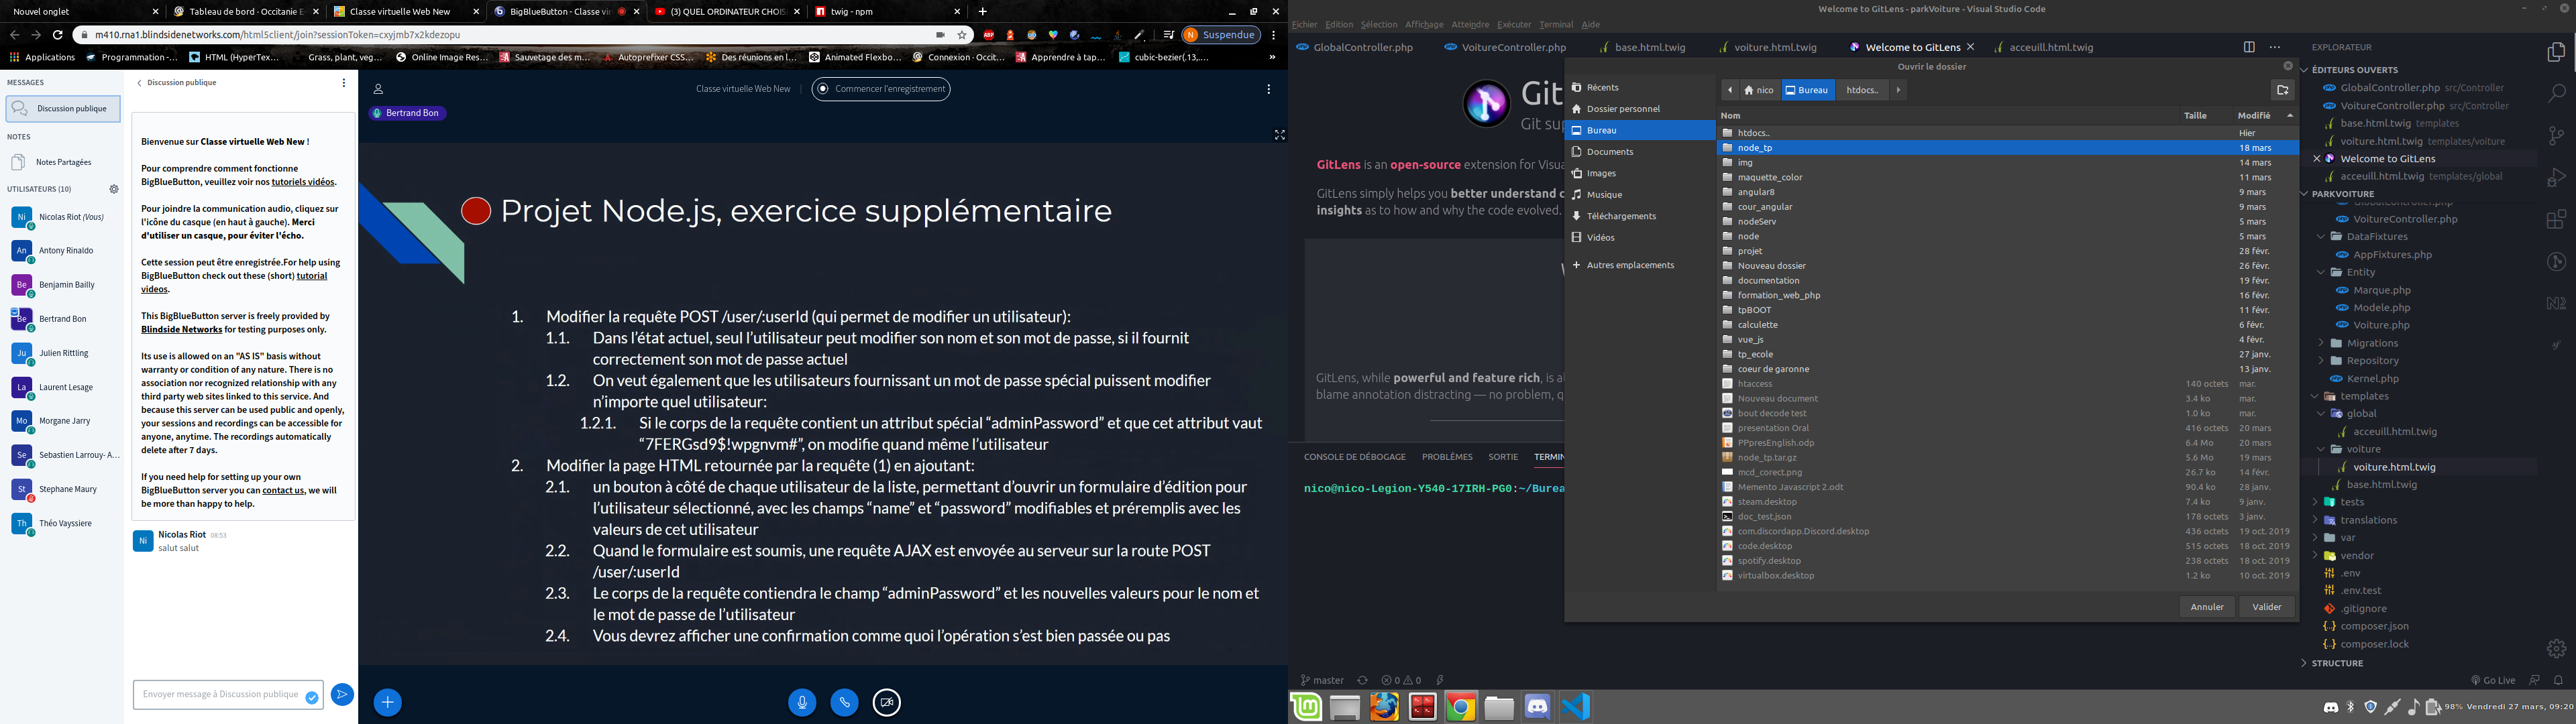 Nouvel onglet
Tableau de bord - Occitanie E
Classe virtuelle Web New
BigBlueButton - Classe vir
(3) QUEL ORDINATEUR CHOIS
twig - npm
m410.rna1.blindsidenetworks.com/html5client/join?sessionToken=cxyjmb7x2kdezopu
Suspendue
Applications
Programmation -...
HTML (HyperTex...
Grass, plant, veg...
Online Image Res...
Sauvetage des m...
Autoprefixer CSS...
Des réunions en l...
Animated Flexbo...
Connexion · Occit...
Apprendre à tap...
cubic-bezier(.13,...
MESSAGES
Discussion publique
NOTES
Notes Partagées
UTILISATEURS (10)
Ni Nicolas Riot (Vous)
An Antony Rinaldo
Be Benjamin Bailly
Be Bertrand Bon
Ju Julien Rittling
La Laurent Lesage
Mo Morgane Jarry
Se Sebastien Larrouy- A...
St Stephane Maury
Th Théo Vayssiere
Discussion publique
Bienvenue sur Classe virtuelle Web New !
Pour comprendre comment fonctionne
BigBlueButton, veuillez voir nos tutoriels vidéos.
Pour joindre la communication audio, cliquez sur
l'icône du casque (en haut à gauche). Merci
d'utiliser un casque, pour éviter l'écho.
Cette session peut être enregistrée.For help using
BigBlueButton check out these (short) tutorial
videos.
This BigBlueButton server is freely provided by
Blindside Networks for testing purposes only.
Its use is allowed on an "AS IS" basis without
warranty or condition of any nature. There is no
association nor recognized relationship with any
third party web sites linked to this service. And
because this server can be used public and openly,
your sessions and recordings can be accessible for
anyone, anytime. The recordings automatically
delete after 7 days.
If you need help for setting up your own
BigBlueButton server you can contact us, we will
be more than happy to help.
Ni Nicolas Riot 08:53
salut salut
Envoyer message à Discussion publique
Classe virtuelle Web New
Commencer l'enregistrement
Bertrand Bon
Projet Node.js, exercice supplémentaire
1. Modifier la requête POST /user/:userId (qui permet de modifier un utilisateur):
1.1. Dans l'état actuel, seul l'utilisateur peut modifier son nom et son mot de passe, si il fournit
correctement son mot de passe actuel
1.2. On veut également que les utilisateurs fournissant un mot de passe spécial puissent modifier
n'importe quel utilisateur:
1.2.1. Si le corps de la requête contient un attribut spécial “adminPassword” et que cet attribut vaut
“7FERGsd9$!wpgnvm#”, on modifie quand même l'utilisateur
2. Modifier la page HTML retournée par la requête (1) en ajoutant:
2.1. un bouton à côté de chaque utilisateur de la liste, permettant d'ouvrir un formulaire d'édition pour
l'utilisateur sélectionné, avec les champs “name” et “password” modifiables et préremplis avec les
valeurs de cet utilisateur
2.2. Quand le formulaire est soumis, une requête AJAX est envoyée au serveur sur la route POST
/user/:userId
2.3. Le corps de la requête contiendra le champ “adminPassword” et les nouvelles valeurs pour le nom et
le mot de passe de l'utilisateur
2.4. Vous devrez afficher une confirmation comme quoi l'opération s'est bien passée ou pas
Welcome to GitLens - parkVoiture - Visual Studio Code
Fichier Edition Sélection Affichage Atteindre Exécuter Terminal Aide
GlobalController.php
VoitureController.php
base.html.twig
voiture.html.twig
Welcome to GitLens
acceuill.html.twig
Git
Git sup
GitLens is an open-source extension for Visua
GitLens simply helps you better understand c
insights as to how and why the code evolved.
GitLens, while powerful and feature rich, is al
blame annotation distracting — no problem, q
CONSOLE DE DÉBOGAGE PROBLÈMES SORTIE TERMIN
nico@nico-Legion-Y540-17IRH-PG0:~/Burea
master
0 0
Ouvrir le dossier
Récents
Dossier personnel
Bureau
Documents
Images
Musique
Téléchargements
Vidéos
Autres emplacements
nico Bureau htdocs..
Nom Taille Modifié
htdocs.. Hier
node_tp 18 mars
img 14 mars
maquette_color 11 mars
angular8 9 mars
cour_angular 9 mars
nodeServ 5 mars
node 5 mars
projet 28 févr.
Nouveau dossier 26 févr.
documentation 19 févr.
formation_web_php 16 févr.
tpBOOT 11 févr.
calculette 6 févr.
vue_js 4 févr.
tp_ecole 27 janv.
coeur de garonne 13 janv.
htaccess 140 octets mar.
Nouveau document 3.4 ko mar.
bout decode test 1.0 ko mar.
presentation Oral 416 octets 20 mars
PPpresEnglish.odp 6.4 Mo 20 mars
node_tp.tar.gz 5.6 Mo 19 mars
mcd_corect.png 26.7 ko 14 févr.
Memento Javascript 2.odt 90.4 ko 28 janv.
steam.desktop 7.4 ko 9 janv.
doc_test.json 178 octets 3 janv.
com.discordapp.Discord.desktop 436 octets 19 oct. 2019
code.desktop 515 octets 18 oct. 2019
spotify.desktop 238 octets 18 oct. 2019
virtualbox.desktop 1.2 ko 10 oct. 2019
Annuler
Valider
EXPLORATEUR
ÉDITEURS OUVERTS
GlobalController.php src/Controller
VoitureController.php src/Controller
base.html.twig templates
voiture.html.twig templates/voiture
Welcome to GitLens
acceuill.html.twig templates/global
PARKVOITURE
GlobalController.php
VoitureController.php
DataFixtures
AppFixtures.php
Entity
Marque.php
Modele.php
Voiture.php
Migrations
Repository
Kernel.php
templates
global
acceuill.html.twig
voiture
voiture.html.twig
base.html.twig
tests
translations
var
vendor
.env
.env.test
.gitignore
composer.json
composer.lock
STRUCTURE
Go Live
98% Vendredi 27 mars, 09:20